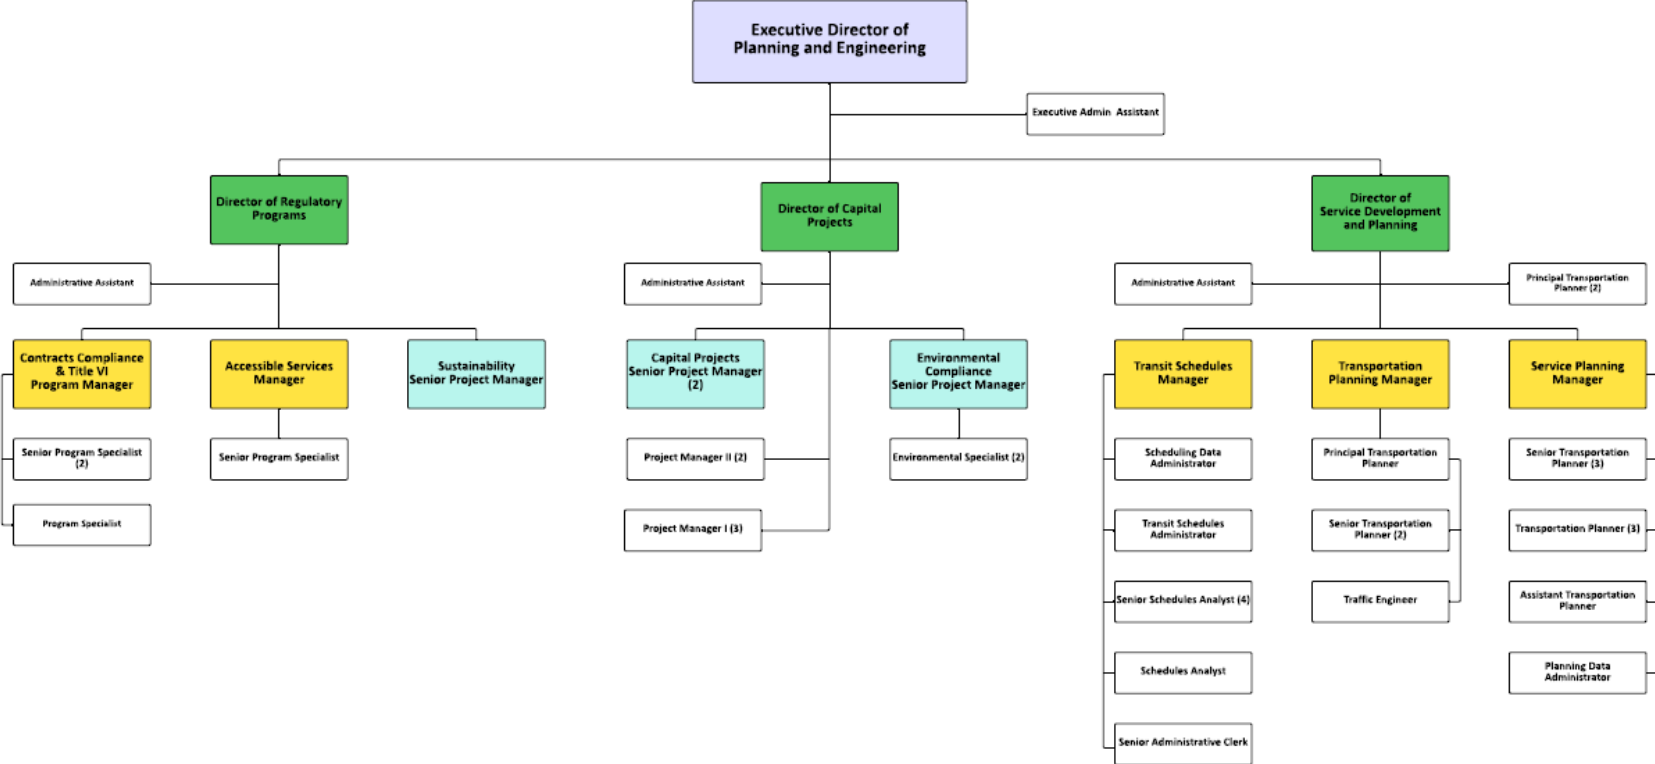 Executive Director of
Planning and Engineering
Executive Admin Assistant
Director of Regulatory
Programs
Director of Capital
Projects
Director of
Service Development
and Planning
Administrative Assistant
Administrative Assistant
Administrative Assistant
Principal Transportation
Planner (2)
Contracts Compliance
& Title VI
Program Manager
Accessible Services
Manager
Sustainability
Senior Project Manager
Capital Projects
Senior Project Manager
(2)
Environmental
Compliance
Senior Project Manager
Transit Schedules
Manager
Transportation
Planning Manager
Service Planning
Manager
Senior Program Specialist
(2)
Senior Program Specialist
Project Manager II (2)
Environmental Specialist (2)
Scheduling Data
Administrator
Principal Transportation
Planner
Senior Transportation
Planner (3)
Program Specialist
Project Manager I (3)
Transit Schedules
Administrator
Senior Transportation
Planner (2)
Transportation Planner (3)
Senior Schedules Analyst (4)
Traffic Engineer
Assistant Transportation
Planner
Schedules Analyst
Planning Data
Administrator
Senior Administrative Clerk